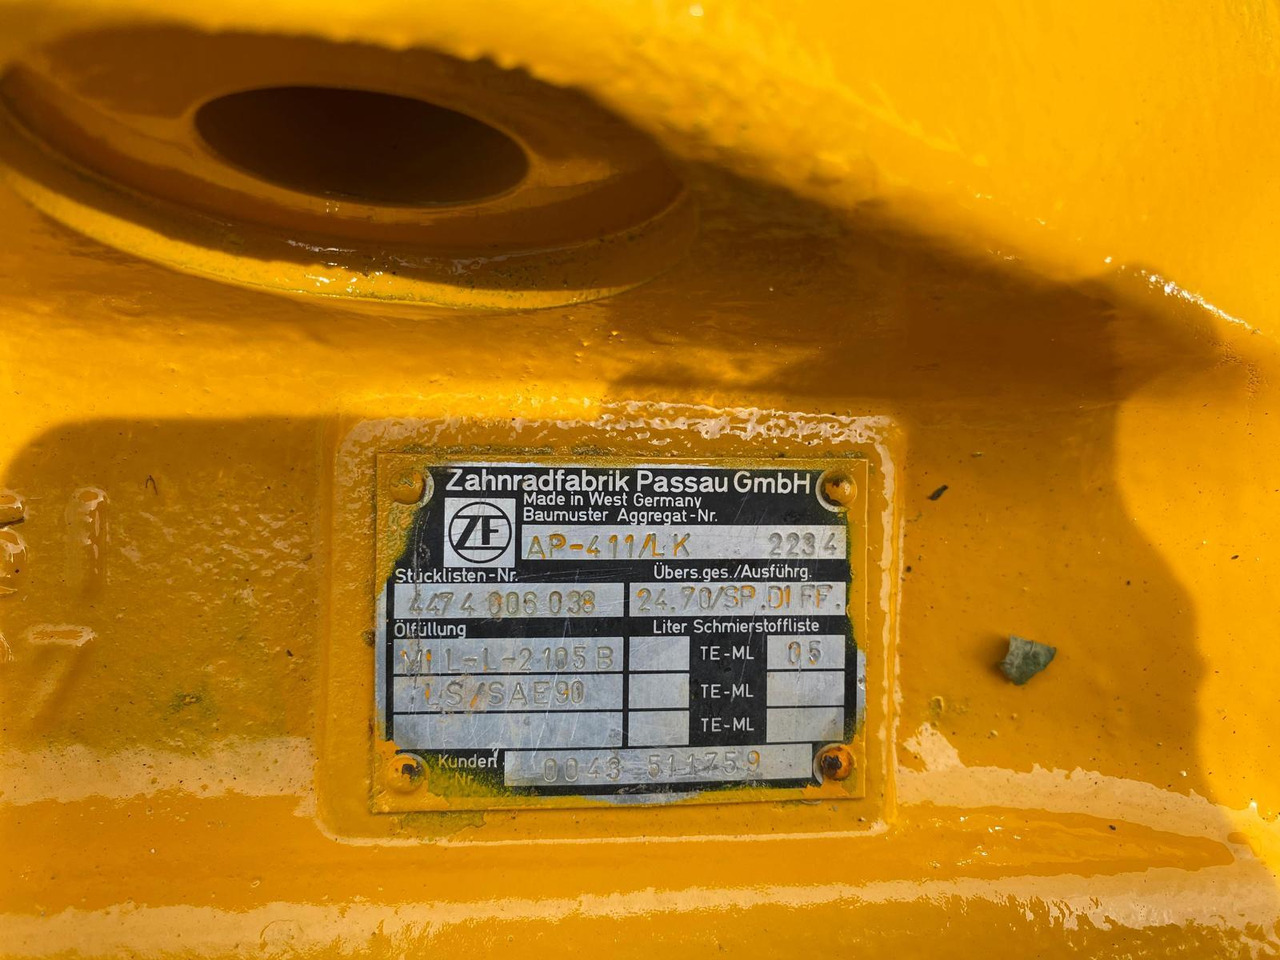 Zahnradfabrik Passau GmbH
Made in West Germany
Baumuster Aggregat-Nr.
ZF
AP-411/LK 2234
Stücklisten-Nr. Übers.ges./Ausführg.
4474 006 038 24.70/SP.DIFF.
Ölfüllung Liter Schmierstoffliste
MIL-L-2105B TE-ML 05
LS/SAE90 TE-ML
TE-ML
Kunden
Nr.
0043 511759